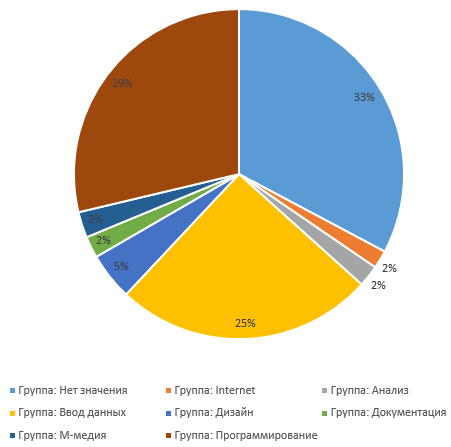 29%
33%
2%
2%
5%
2%
2%
25%
Группа: Нет значения
Группа: Internet
Группа: Анализ
Группа: Ввод данных
Группа: Дизайн
Группа: Документация
Группа: М-медия
Группа: Программирование